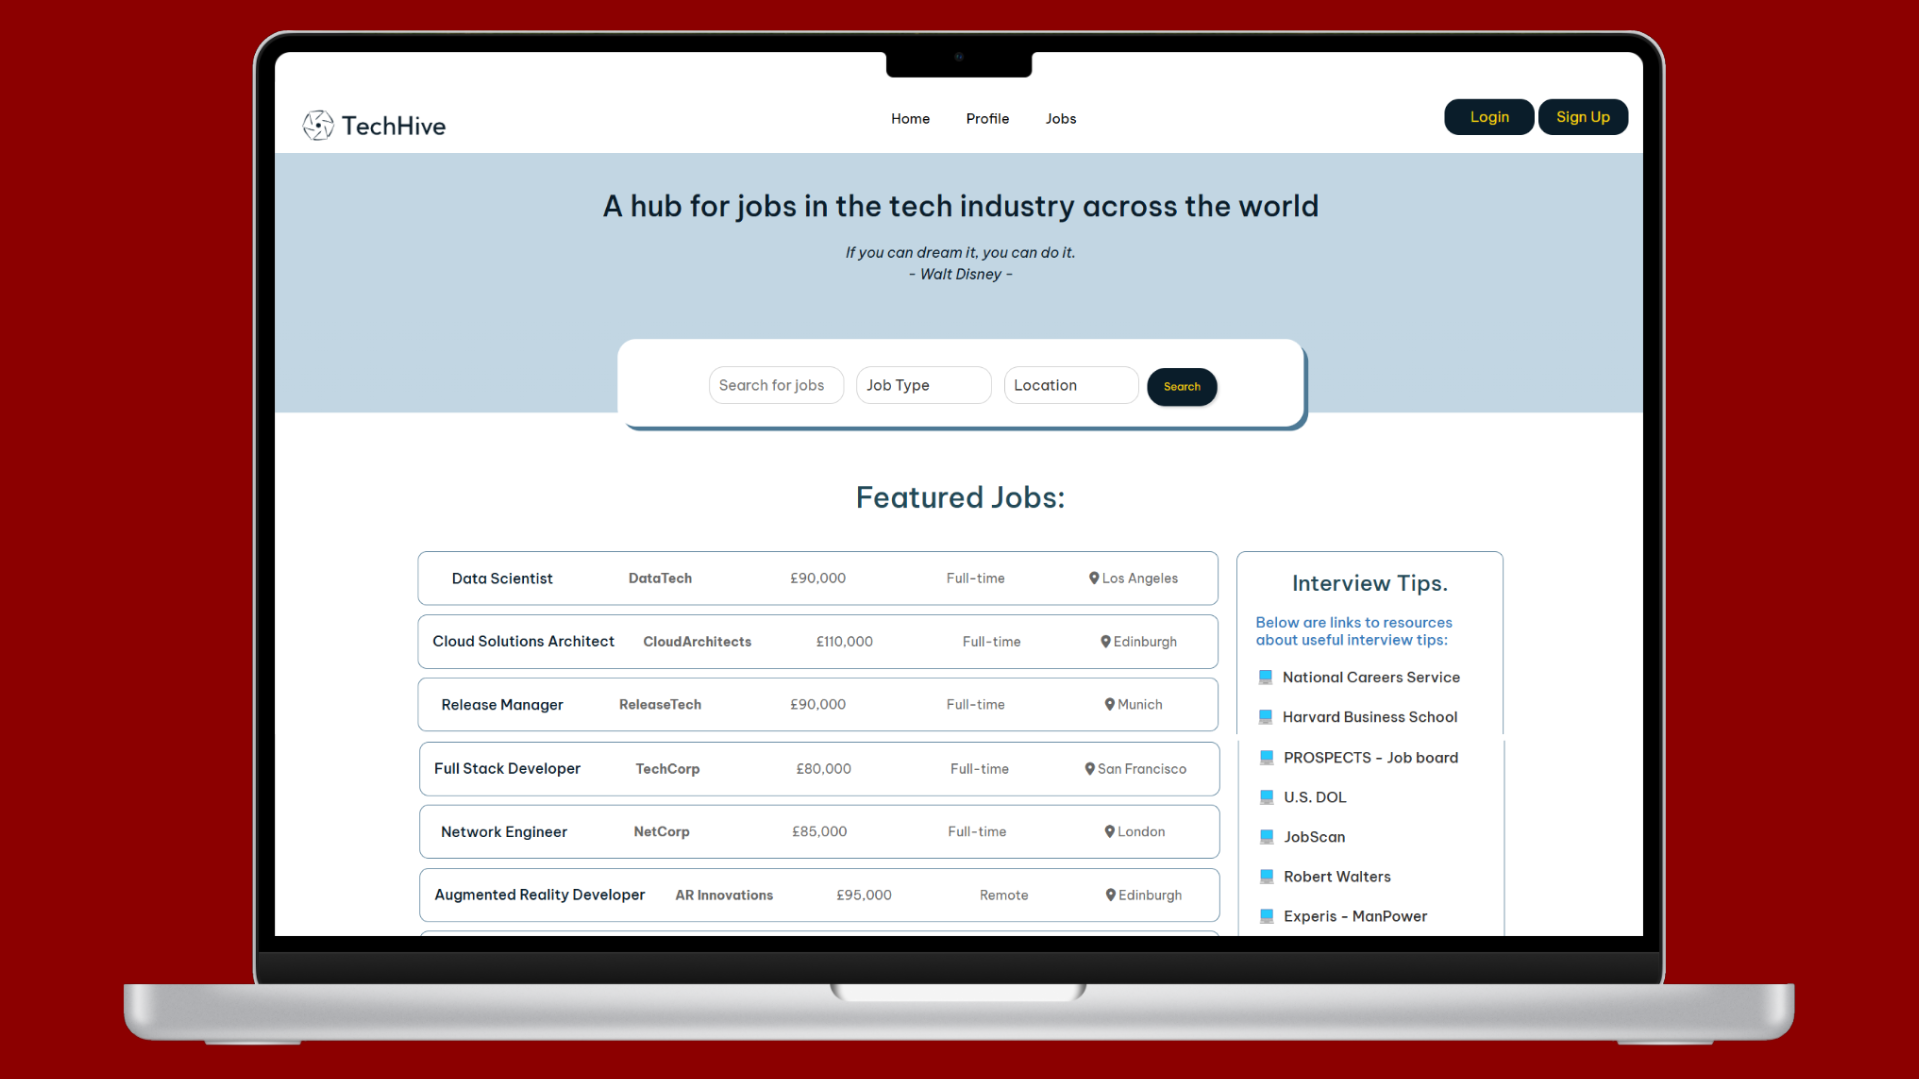 TechHive
Home Profile Jobs
Login Sign Up
A hub for jobs in the tech industry across the world
If you can dream it, you can do it.
- Walt Disney -
Search for jobs Job Type Location Search
Featured Jobs:
Data Scientist DataTech £90,000 Full-time Los Angeles
Cloud Solutions Architect CloudArchitects £110,000 Full-time Edinburgh
Release Manager ReleaseTech £90,000 Full-time Munich
Full Stack Developer TechCorp £80,000 Full-time San Francisco
Network Engineer NetCorp £85,000 Full-time London
Augmented Reality Developer AR Innovations £95,000 Remote Edinburgh
Interview Tips.
Below are links to resources
about useful interview tips:
National Careers Service
Harvard Business School
PROSPECTS - Job board
U.S. DOL
JobScan
Robert Walters
Experis - ManPower